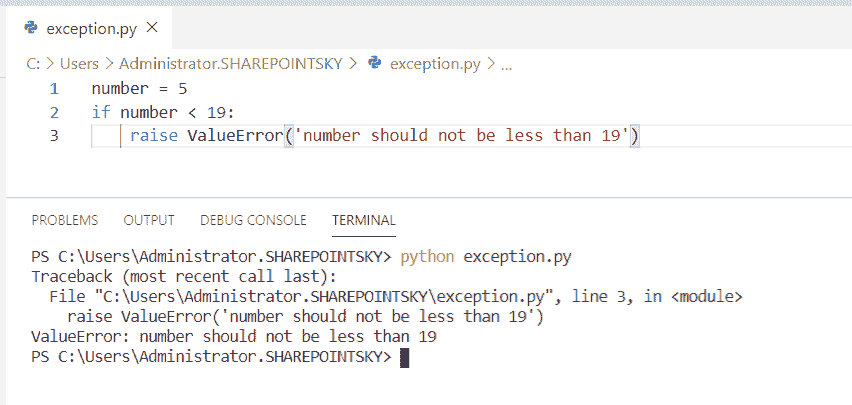 exception.py ×
C: > Users > Administrator.SHAREPOINTSKY > exception.py > ...
1 number = 5
2 if number < 19:
3 raise ValueError('number should not be less than 19')
PROBLEMS OUTPUT DEBUG CONSOLE TERMINAL
PS C:\Users\Administrator.SHAREPOINTSKY> python exception.py
Traceback (most recent call last):
File "C:\Users\Administrator.SHAREPOINTSKY\exception.py", line 3, in <module>
raise ValueError('number should not be less than 19')
ValueError: number should not be less than 19
PS C:\Users\Administrator.SHAREPOINTSKY>